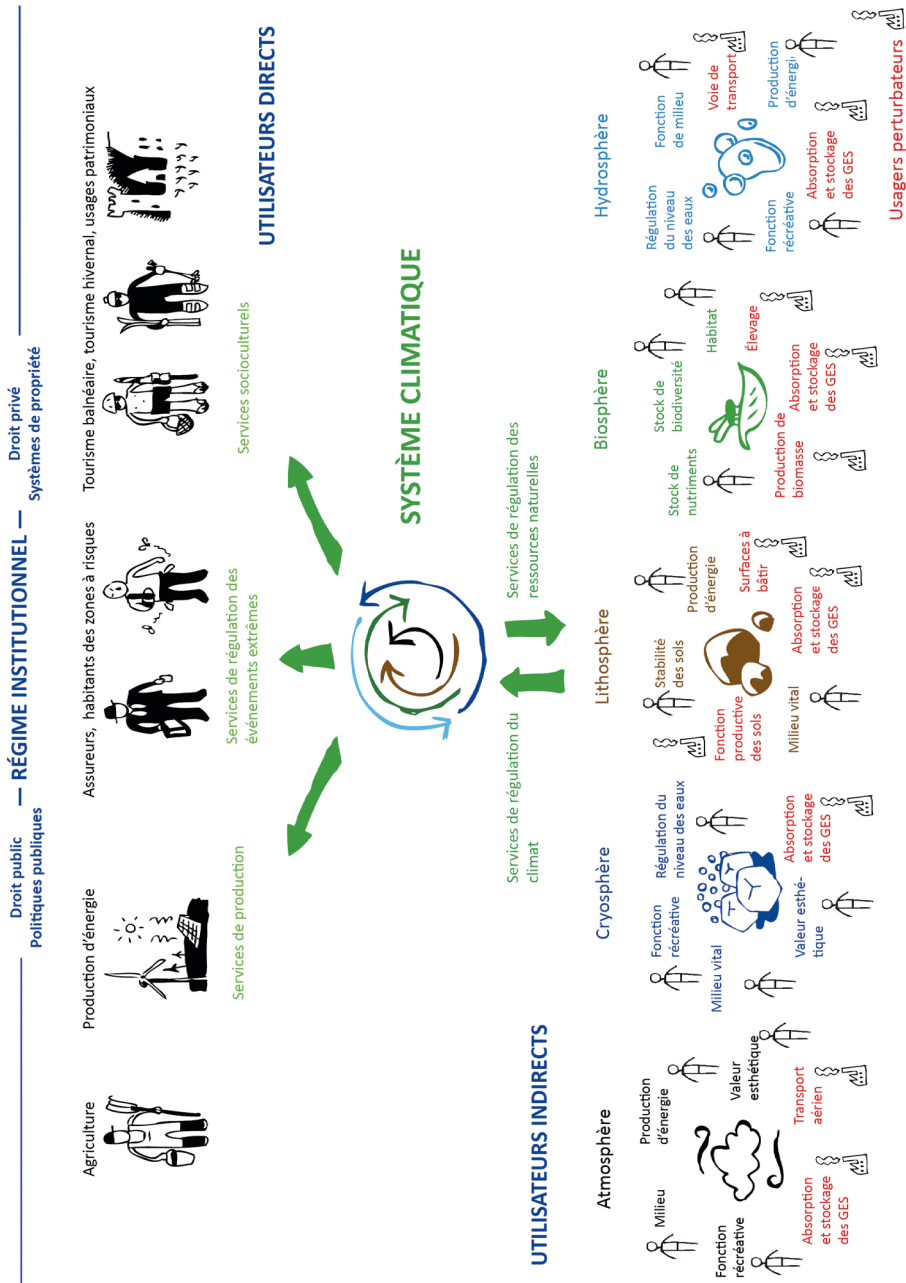 Droit public
Politiques publiques
— RÉGIME INSTITUTIONNEL —
Droit privé
Systèmes de propriété
Agriculture
Production d'énergie
Assureurs, habitants des zones à risques
Tourisme balnéaire, tourisme hivernal, usages patrimoniaux
Services de production
Services de régulation des
événements extrêmes
Services socioculturels
UTILISATEURS DIRECTS
SYSTÈME CLIMATIQUE
Services de régulation du
climat
Services de régulation des
ressources naturelles
UTILISATEURS INDIRECTS
Atmosphère
Milieu
Production
d'énergie
Fonction
récréative
Valeur
esthétique
Absorption
et stockage
des GES
Transport
aérien
Cryosphère
Fonction
récréative
Régulation du
niveau des eaux
Milieu vital
Valeur esthé-
tique
Absorption
et stockage
des GES
Lithosphère
Stabilité
des sols
Production
d'énergie
Fonction
productive
des sols
Surfaces à
bâtir
Milieu vital
Absorption
et stockage
des GES
Biosphère
Stock de
nutriments
Stock de
biodiversité
Habitat
Production de
biomasse
Élevage
Absorption
et stockage
des GES
Hydrosphère
Régulation
du niveau
des eaux
Fonction
de milieu
Voie de
transport
Fonction
récréative
Production
d'énergi
Absorption
et stockage
des GES
Usagers perturbateurs